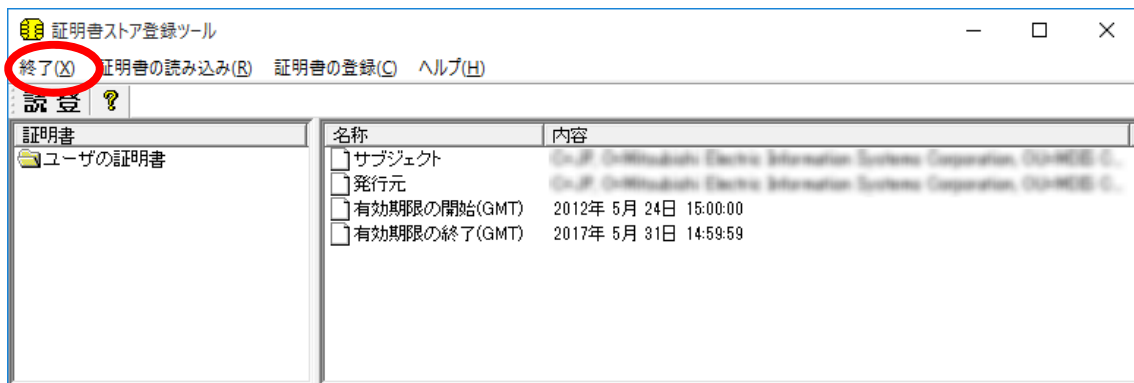 証明書ストア登録ツール
終了(X) 証明書の読み込み(R) 証明書の登録(C) ヘルプ(H)
読 登 ?
証明書 名称 内容
ユーザの証明書 サブジェクト
発行元
有効期限の開始(GMT) 2012年 5月 24日 15:00:00
有効期限の終了(GMT) 2017年 5月 31日 14:59:59